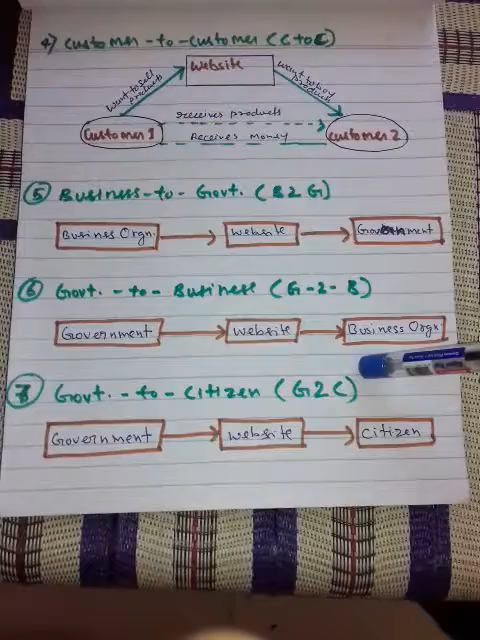 4) Customer-to-Customer (C to C)
Website
Want to sell products
Want to buy products
Customer 1
receives products
Receives Money
Customer 2
⑤ Business-to-Govt. (B2G)
Business Orgn.
Website
Government
⑥ Govt.-to-Business (G-2-B)
Government
Website
Business Orgn
⑦ Govt.-to-Citizen (G2C)
Government
Website
Citizen